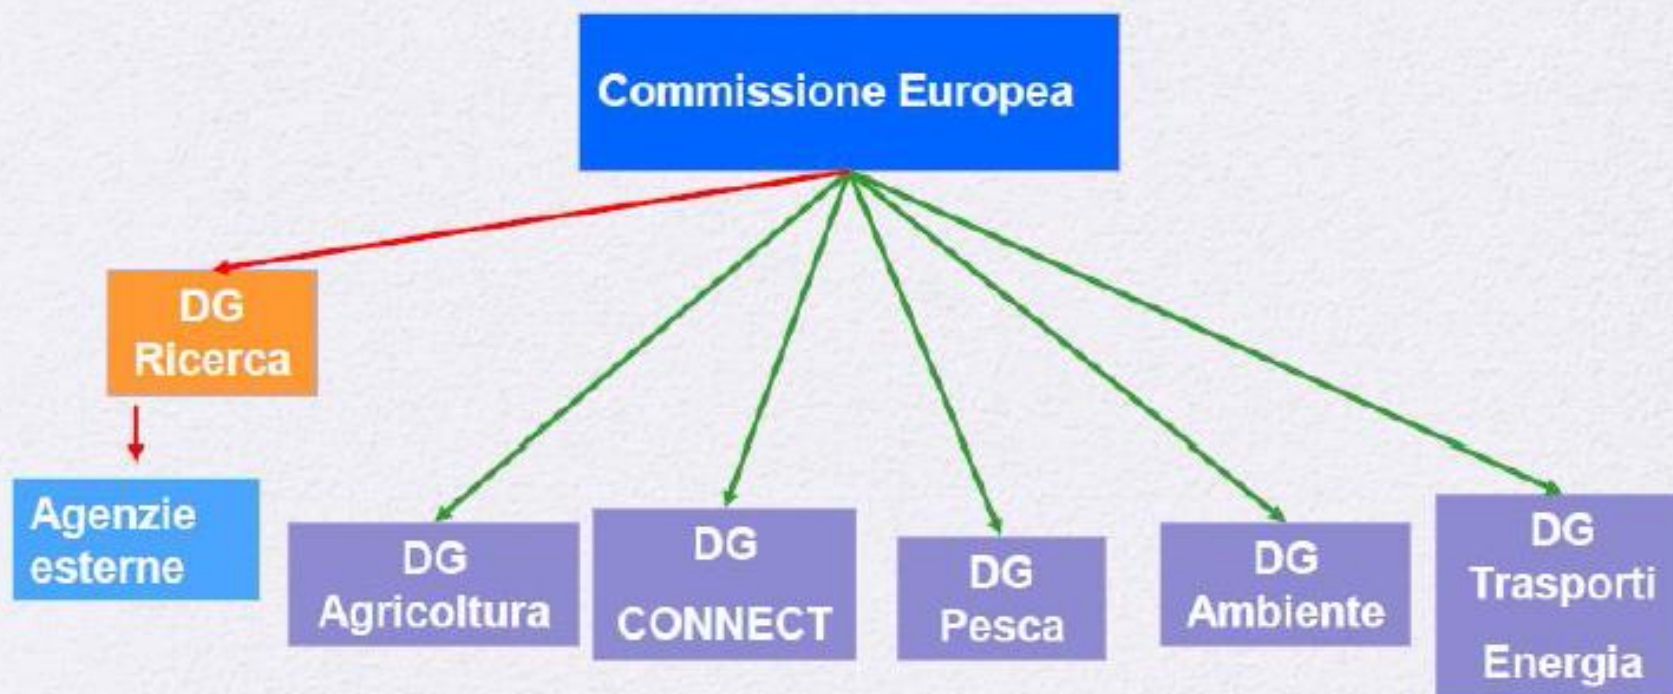 Commissione Europea
DG
Ricerca
Agenzie
esterne
DG
Agricoltura
DG
CONNECT
DG
Pesca
DG
Ambiente
DG
Trasporti
Energia